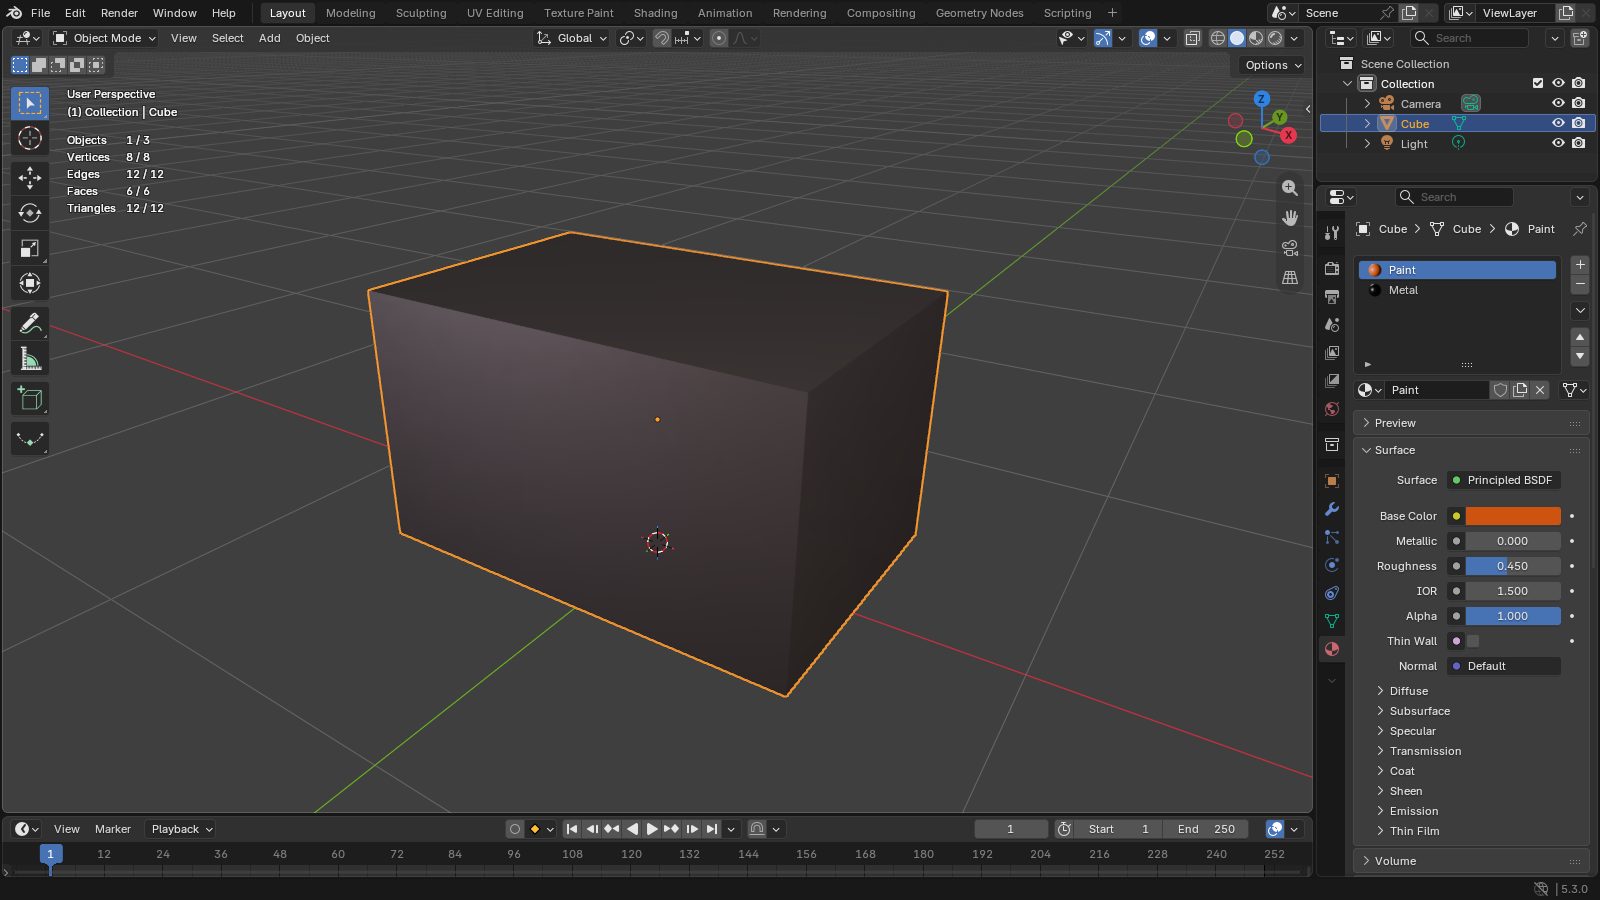 File Edit Render Window Help Layout Modeling Sculpting UV Editing Texture Paint Shading Animation Rendering Compositing Geometry Nodes Scripting Scene ViewLayer
Object Mode View Select Add Object Global Search
Options
User Perspective
(1) Collection | Cube
Objects 1 / 3
Vertices 8 / 8
Edges 12 / 12
Faces 6 / 6
Triangles 12 / 12
Z
Y
X
Scene Collection
Collection
Camera
Cube
Light
Search
Cube Cube Paint
Paint
Metal
Paint
Preview
Surface
Surface Principled BSDF
Base Color
Metallic 0.000
Roughness 0.450
IOR 1.500
Alpha 1.000
Thin Wall
Normal Default
Diffuse
Subsurface
Specular
Transmission
Coat
Sheen
Emission
Thin Film
Volume
View Marker Playback 1 Start 1 End 250
1 12 24 36 48 60 72 84 96 108 120 132 144 156 168 180 192 204 216 228 240 252
5.3.0